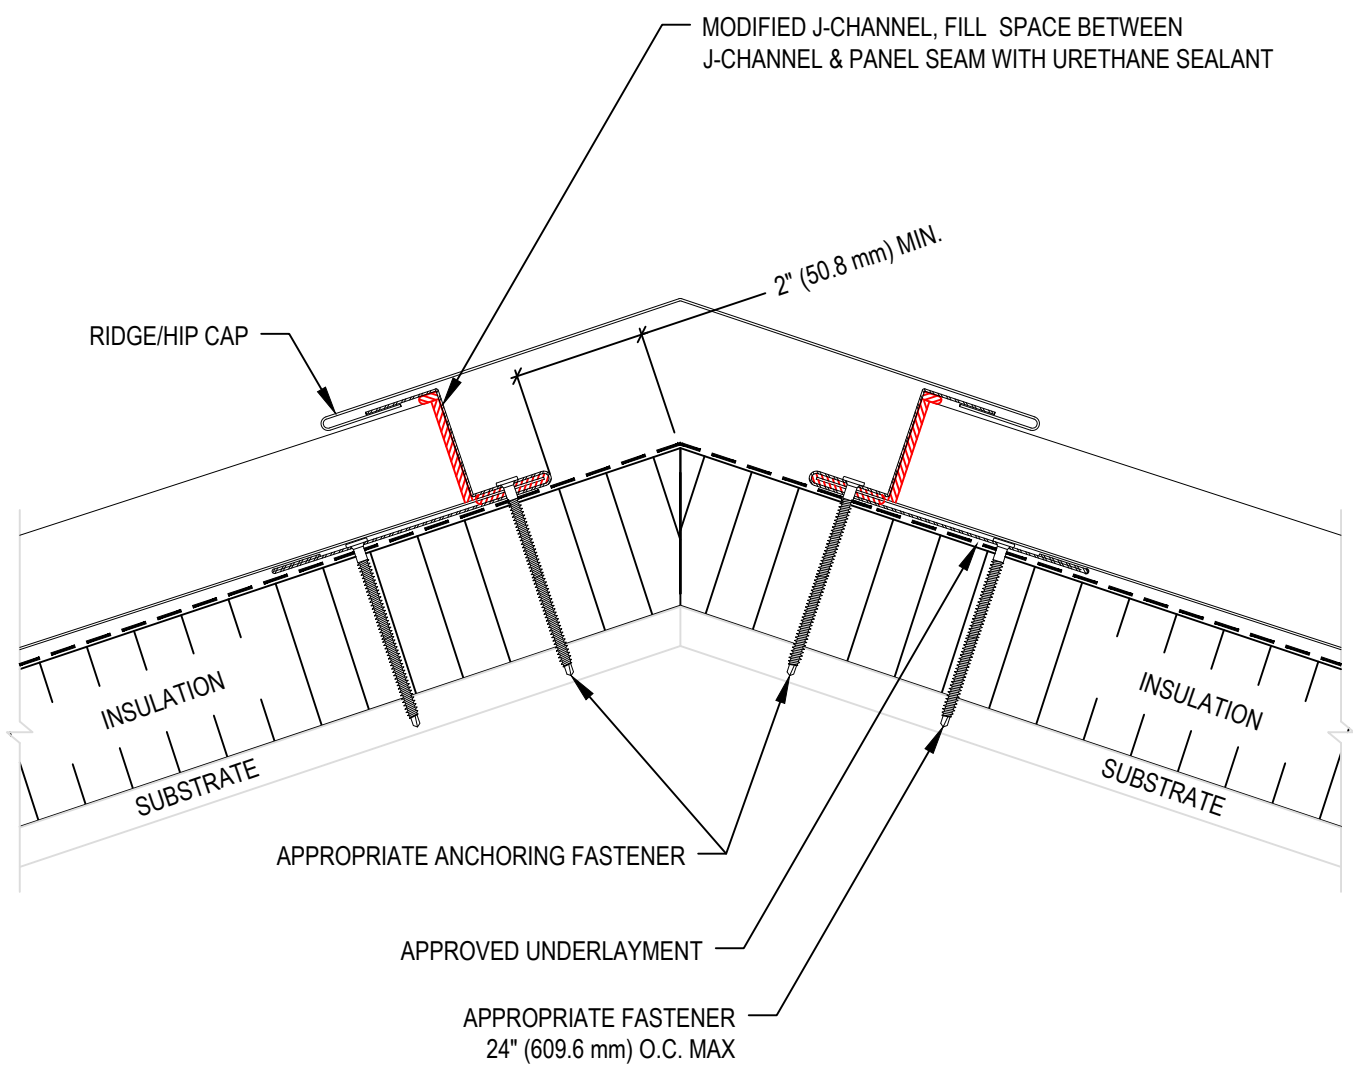 MODIFIED J-CHANNEL, FILL SPACE BETWEEN
J-CHANNEL & PANEL SEAM WITH URETHANE SEALANT
2" (50.8 mm) MIN.
RIDGE/HIP CAP
INSULATION
INSULATION
SUBSTRATE
SUBSTRATE
APPROPRIATE ANCHORING FASTENER
APPROVED UNDERLAYMENT
APPROPRIATE FASTENER
24" (609.6 mm) O.C. MAX